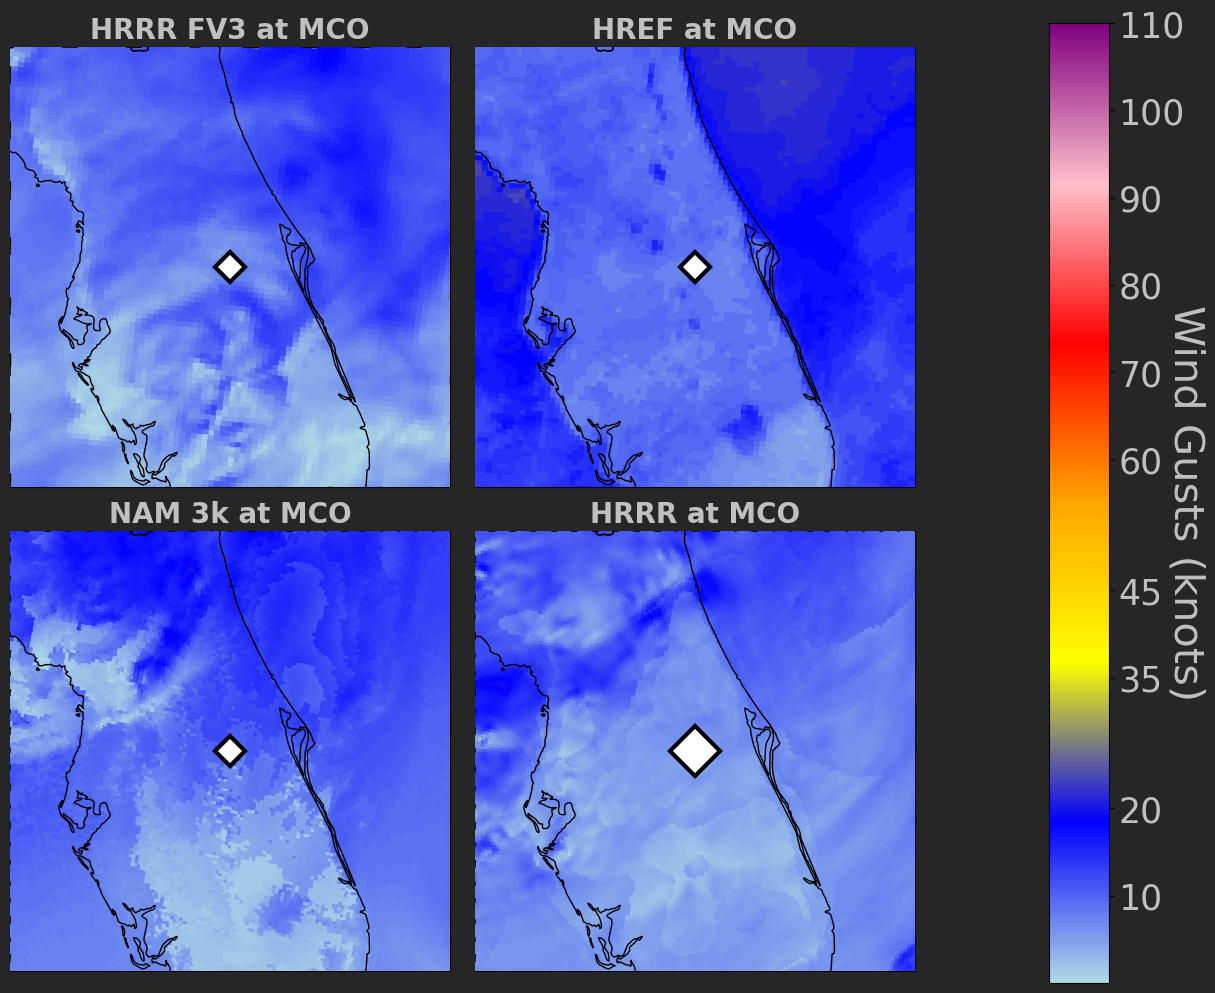 HRRR FV3 at MCO
HREF at MCO
NAM 3k at MCO
HRRR at MCO
110
100
90
80
70
60
45
35
20
10
Wind Gusts (knots)